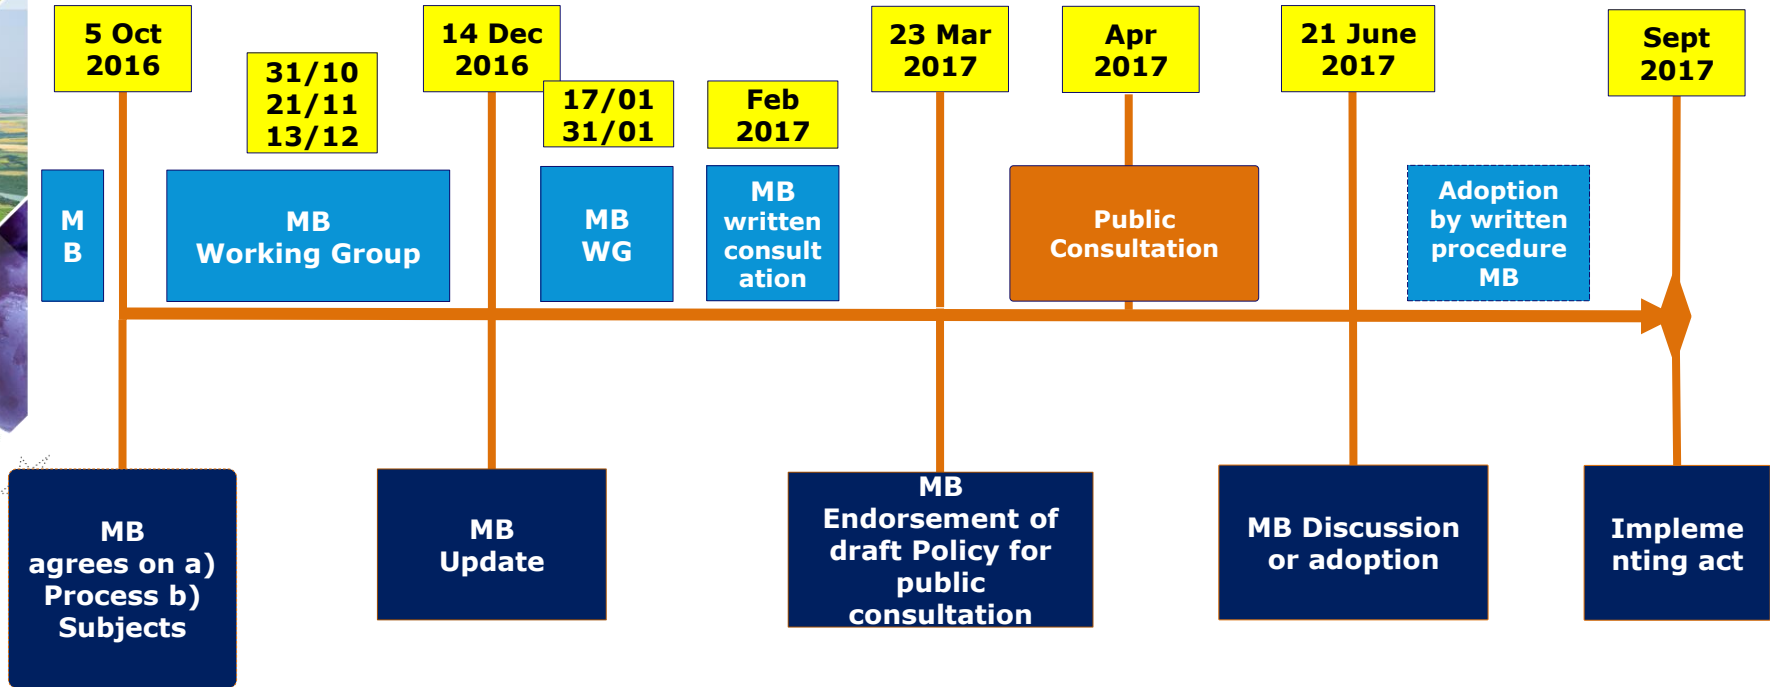 5 Oct
2016
31/10
21/11
13/12
14 Dec
2016
17/01
31/01
Feb
2017
23 Mar
2017
Apr
2017
21 June
2017
Sept
2017
M
B
MB
Working Group
MB
WG
MB
written
consult
ation
Public
Consultation
Adoption
by written
procedure
MB
MB
agrees on a)
Process b)
Subjects
MB
Update
MB
Endorsement of
draft Policy for
public
consultation
MB Discussion
or adoption
Impleme
nting act